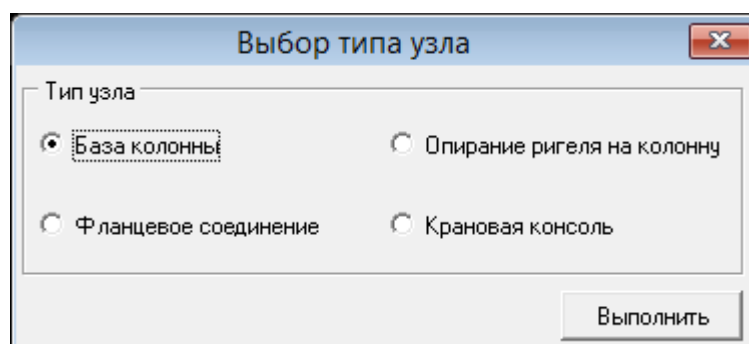 Выбор типа узла
Тип узла
База колонны
Опирание ригеля на колонну
Фланцевое соединение
Крановая консоль
Выполнить